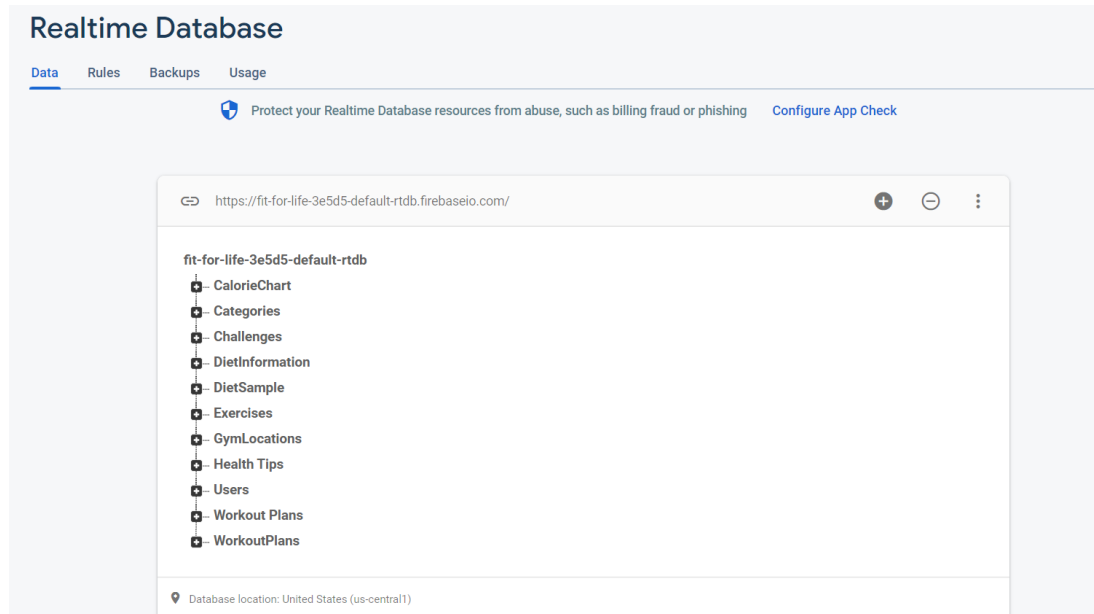 Realtime Database
Data Rules Backups Usage
Protect your Realtime Database resources from abuse, such as billing fraud or phishing Configure App Check
https://fit-for-life-3e5d5-default-rtdb.firebaseio.com/
fit-for-life-3e5d5-default-rtdb
CalorieChart
Categories
Challenges
DietInformation
DietSample
Exercises
GymLocations
Health Tips
Users
Workout Plans
WorkoutPlans
Database location: United States (us-central1)